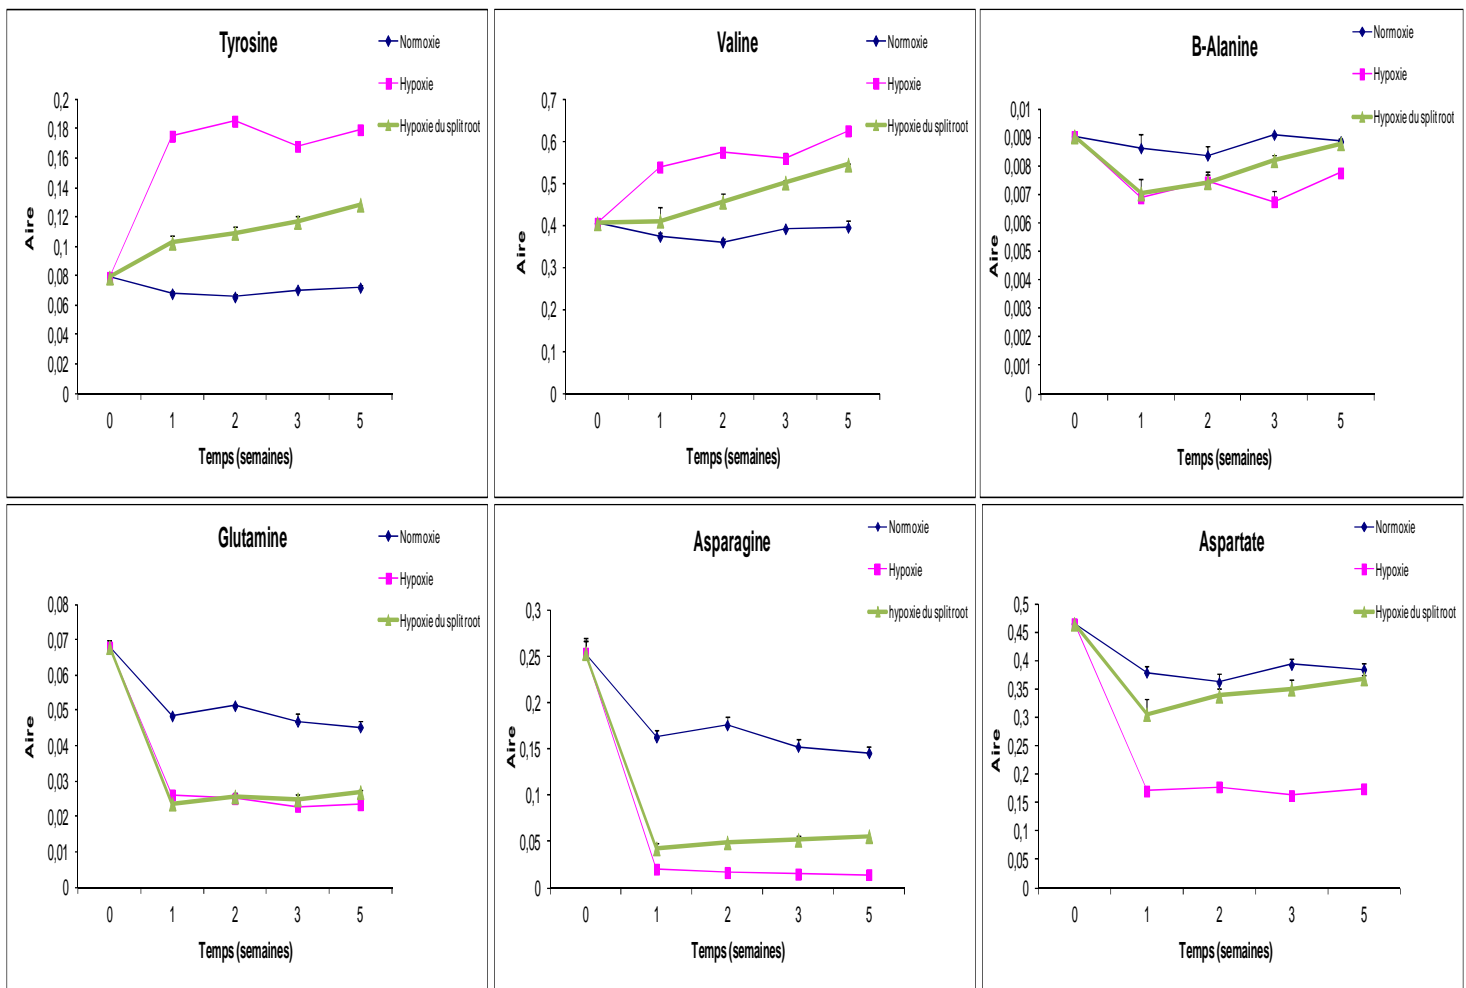 Tyrosine
Normoxie
Hypoxie
Hypoxie du split root
Aire
0,2
0,18
0,16
0,14
0,12
0,1
0,08
0,06
0,04
0,02
0
0 1 2 3 5
Temps (semaines)
Valine
Normoxie
Hypoxie
Hypoxie du split root
Aire
0,7
0,6
0,5
0,4
0,3
0,2
0,1
0
0 1 2 3 5
Temps (semaines)
B-Alanine
Normoxie
Hypoxie
Hypoxie du split root
Aire
0,01
0,009
0,008
0,007
0,006
0,005
0,004
0,003
0,002
0,001
0
0 1 2 3 5
Temps (semaines)
Glutamine
Normoxie
Hypoxie
Hypoxie du split root
Aire
0,08
0,07
0,06
0,05
0,04
0,03
0,02
0,01
0
0 1 2 3 5
Temps (semaines)
Asparagine
Normoxie
Hypoxie
hypoxie du split root
Aire
0,3
0,25
0,2
0,15
0,1
0,05
0
0 1 2 3 5
Temps (semaines)
Aspartate
Normoxie
Hypoxie
Hypoxie du split root
Aire
0,5
0,45
0,4
0,35
0,3
0,25
0,2
0,15
0,1
0,05
0
0 1 2 3 5
Temps (semaines)